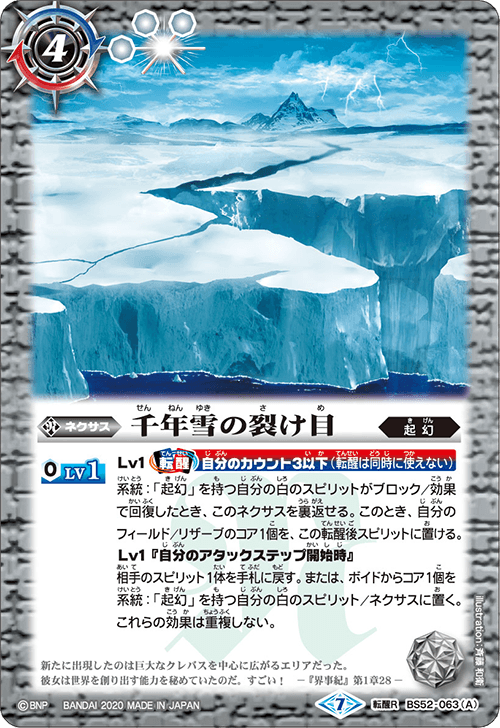 4
千年雪の裂け目
せん ねん ゆき さ め
ネクサス
起幻
き げん
0 LV1
Lv1 転醒 自分のカウント3以下(転醒は同時に使えない)
系統:「起幻」を持つ自分の白のスピリットがブロック/効果
で回復したとき、このネクサスを裏返せる。このとき、自分の
フィールド/リザーブのコア1個を、この転醒後スピリットに置ける。
Lv1『自分のアタックステップ開始時』
相手のスピリット1体を手札に戻す。または、ボイドからコア1個を
系統:「起幻」を持つ自分の白のスピリット/ネクサスに置く。
これらの効果は重複しない。
新たに出現したのは巨大なクレバスを中心に広がるエリアだった。
彼女は世界を創り出す能力を秘めていたのだ。すごい! ―『界事紀』第1章28―
illustration:斉藤 和衛
©BNP BANDAI 2020 MADE IN JAPAN
7
転醒R BS52-063(A)